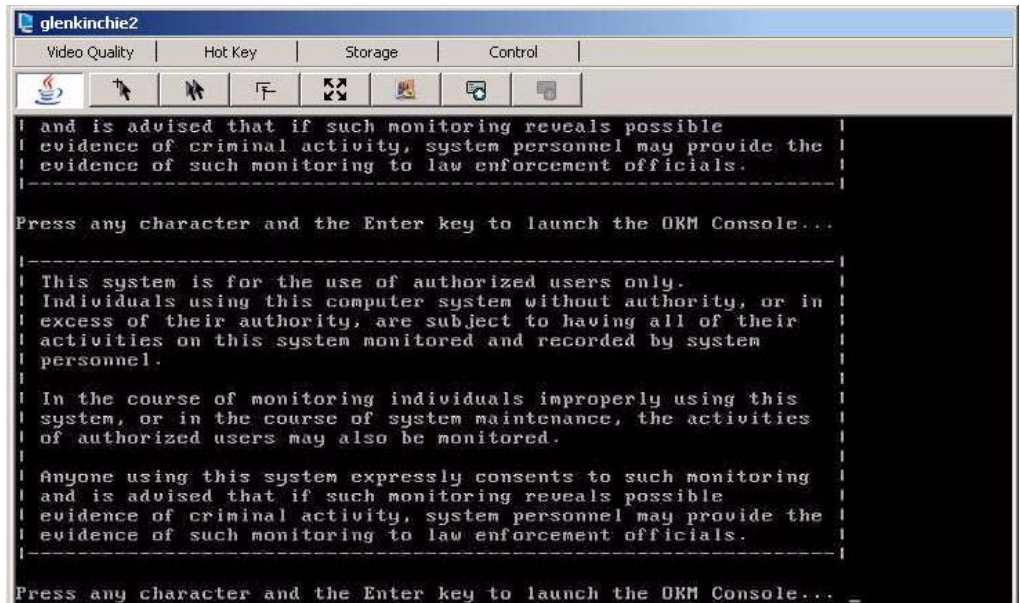 glenkinchie2
Video Quality Hot Key Storage Control
and is advised that if such monitoring reveals possible
evidence of criminal activity, system personnel may provide the
evidence of such monitoring to law enforcement officials.
Press any character and the Enter key to launch the OKM Console...
This system is for the use of authorized users only.
Individuals using this computer system without authority, or in
excess of their authority, are subject to having all of their
activities on this system monitored and recorded by system
personnel.
In the course of monitoring individuals improperly using this
system, or in the course of system maintenance, the activities
of authorized users may also be monitored.
Anyone using this system expressly consents to such monitoring
and is advised that if such monitoring reveals possible
evidence of criminal activity, system personnel may provide the
evidence of such monitoring to law enforcement officials.
Press any character and the Enter key to launch the OKM Console... _